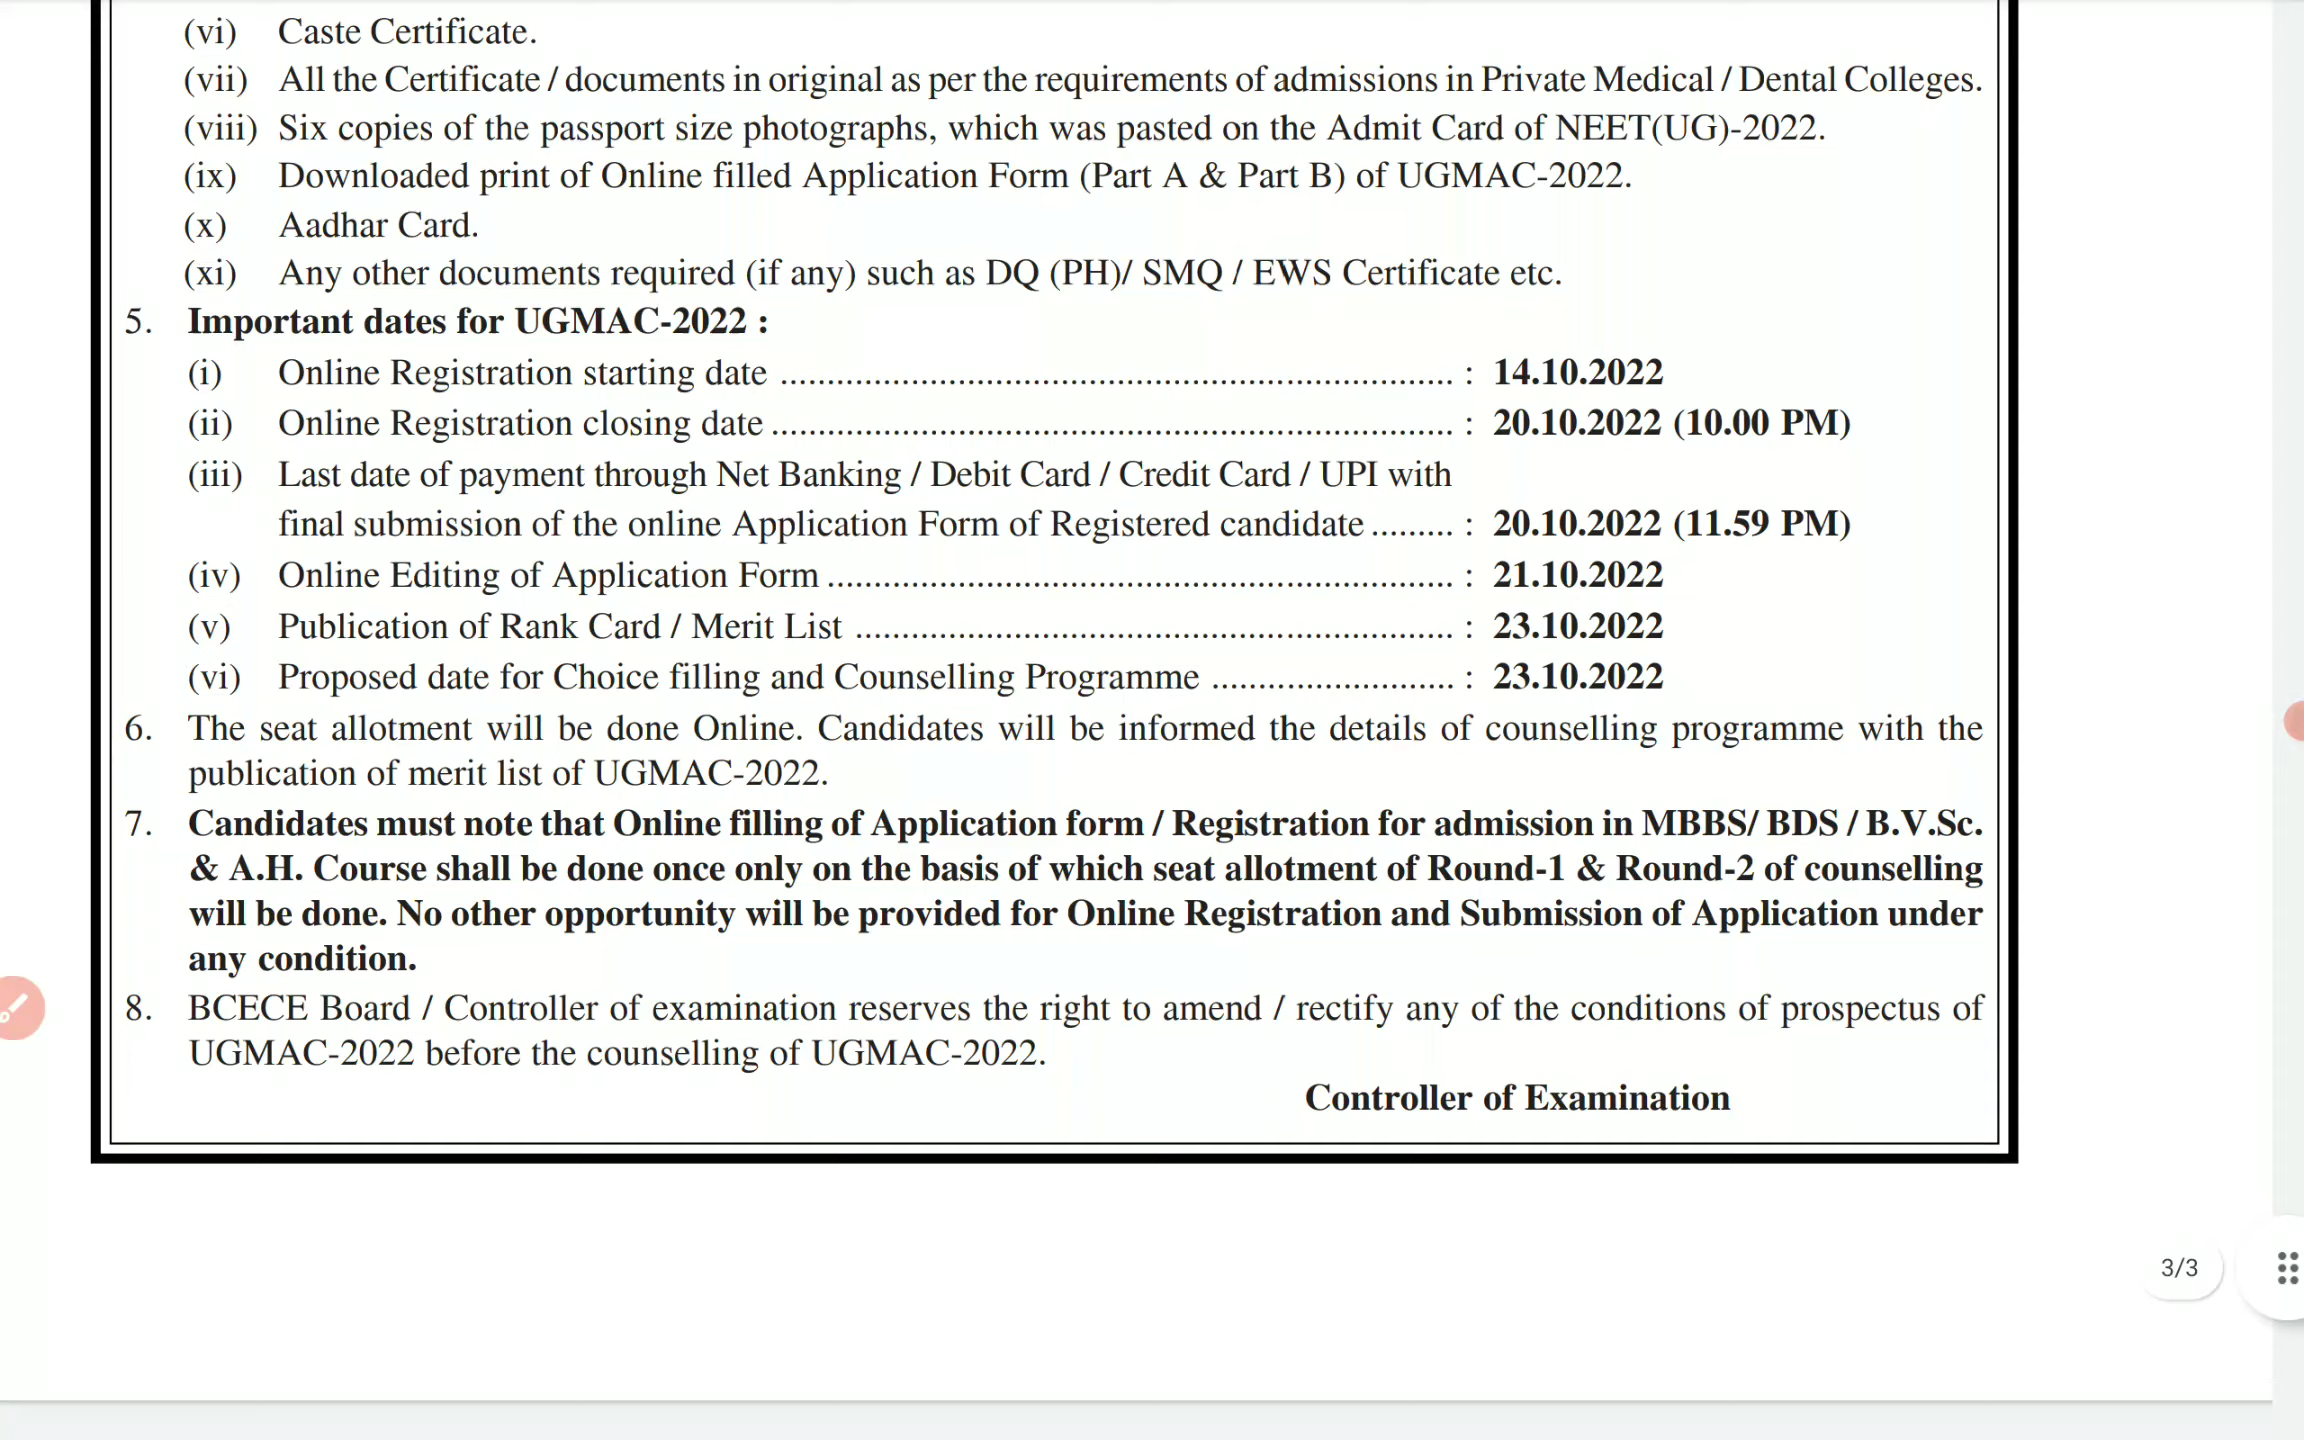 (vi) Caste Certificate.
(vii) All the Certificate / documents in original as per the requirements of admissions in Private Medical / Dental Colleges.
(viii) Six copies of the passport size photographs, which was pasted on the Admit Card of NEET(UG)-2022.
(ix) Downloaded print of Online filled Application Form (Part A & Part B) of UGMAC-2022.
(x) Aadhar Card.
(xi) Any other documents required (if any) such as DQ (PH)/ SMQ / EWS Certificate etc.
5. Important dates for UGMAC-2022 :
(i) Online Registration starting date ........................................................................ : 14.10.2022
(ii) Online Registration closing date ......................................................................... : 20.10.2022 (10.00 PM)
(iii) Last date of payment through Net Banking / Debit Card / Credit Card / UPI with
final submission of the online Application Form of Registered candidate ......... : 20.10.2022 (11.59 PM)
(iv) Online Editing of Application Form ................................................................... : 21.10.2022
(v) Publication of Rank Card / Merit List ................................................................ : 23.10.2022
(vi) Proposed date for Choice filling and Counselling Programme .......................... : 23.10.2022
6. The seat allotment will be done Online. Candidates will be informed the details of counselling programme with the
publication of merit list of UGMAC-2022.
7. Candidates must note that Online filling of Application form / Registration for admission in MBBS/ BDS / B.V.Sc.
& A.H. Course shall be done once only on the basis of which seat allotment of Round-1 & Round-2 of counselling
will be done. No other opportunity will be provided for Online Registration and Submission of Application under
any condition.
8. BCECE Board / Controller of examination reserves the right to amend / rectify any of the conditions of prospectus of
UGMAC-2022 before the counselling of UGMAC-2022.
Controller of Examination
3/3